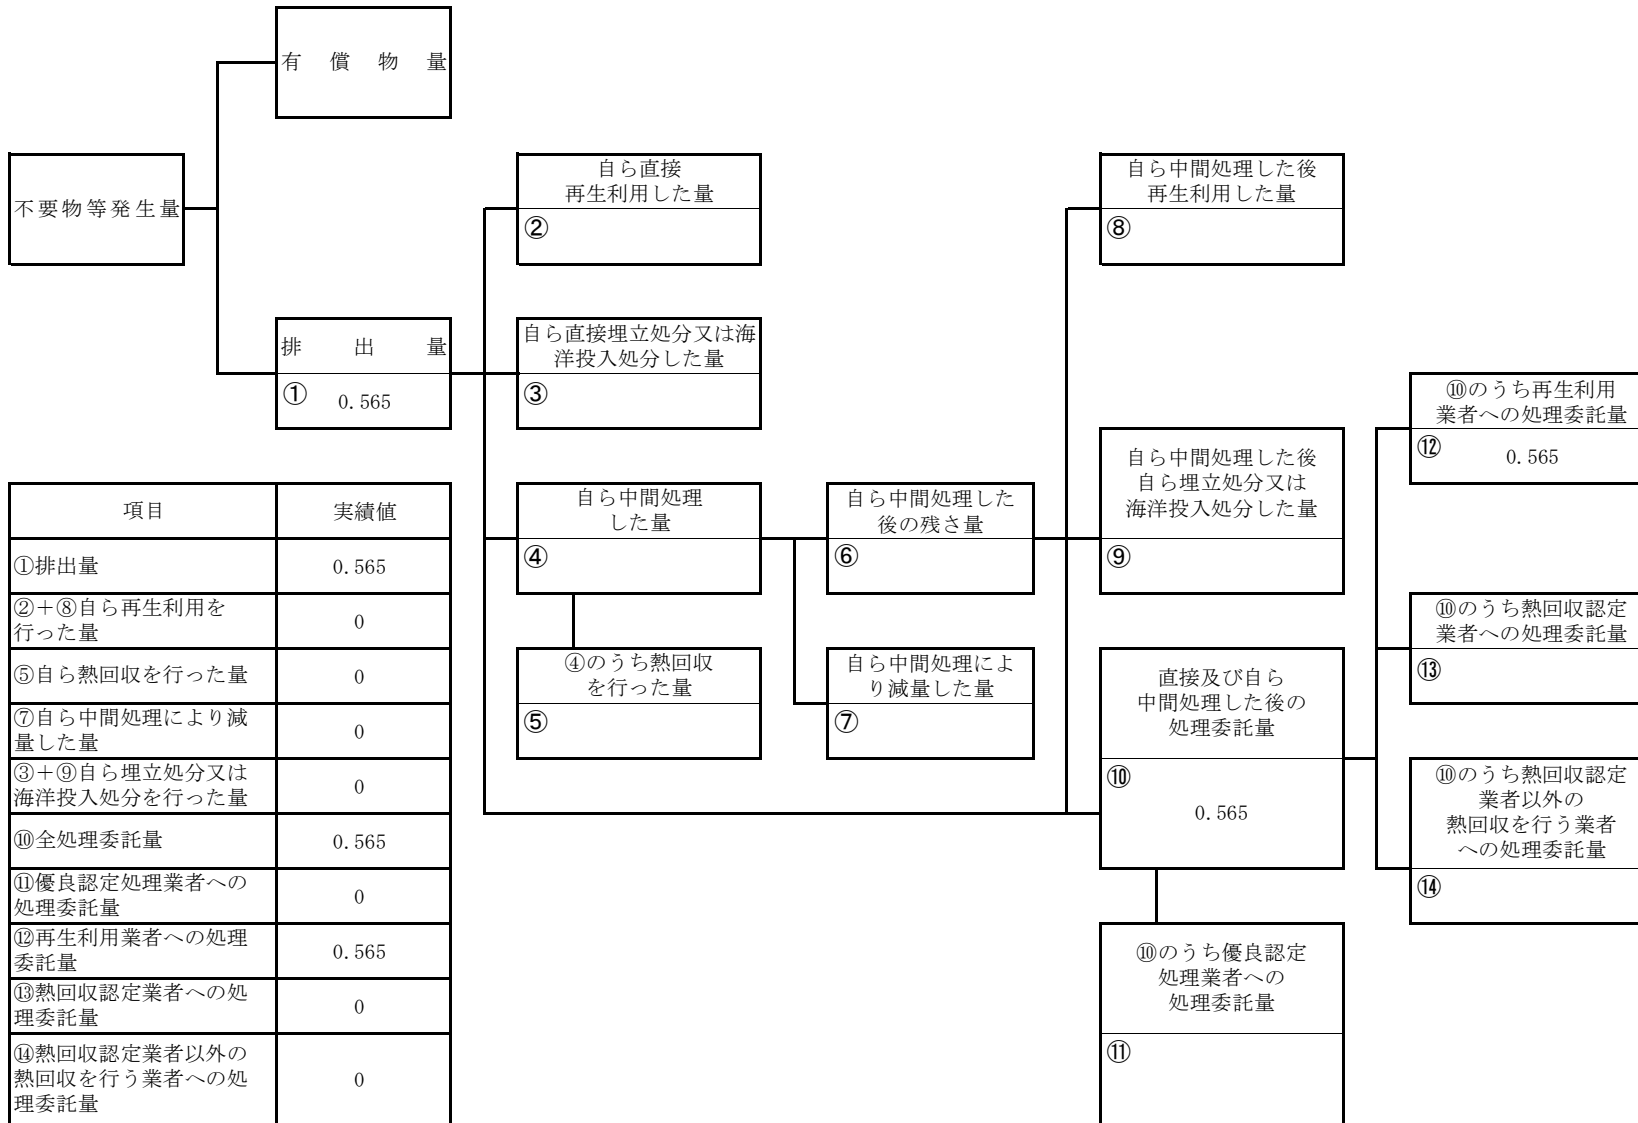 有償物量
不要物等発生量
自ら直接
再生利用した量
②
自ら中間処理した後
再生利用した量
⑧
排出量
① 0.565
自ら直接埋立処分又は海
洋投入処分した量
③
⑩のうち再生利用
業者への処理委託量
⑫ 0.565
自ら中間処理した後
自ら埋立処分又は
海洋投入処分した量
⑨
自ら中間処理
した量
④
自ら中間処理した
後の残さ量
⑥
⑩のうち熱回収認定
業者への処理委託量
⑬
④のうち熱回収
を行った量
⑤
自ら中間処理によ
り減量した量
⑦
直接及び自ら
中間処理した後の
処理委託量
⑩
0.565
⑩のうち熱回収認定
業者以外の
熱回収を行う業者
への処理委託量
⑭
⑩のうち優良認定
処理業者への
処理委託量
⑪
項目 実績値
①排出量 0.565
②+⑧自ら再生利用を
行った量 0
⑤自ら熱回収を行った量 0
⑦自ら中間処理により減
量した量 0
③+⑨自ら埋立処分又は
海洋投入処分を行った量 0
⑩全処理委託量 0.565
⑪優良認定処理業者への
処理委託量 0
⑫再生利用業者への処理
委託量 0.565
⑬熱回収認定業者への処
理委託量 0
⑭熱回収認定業者以外の
熱回収を行う業者への処
理委託量 0